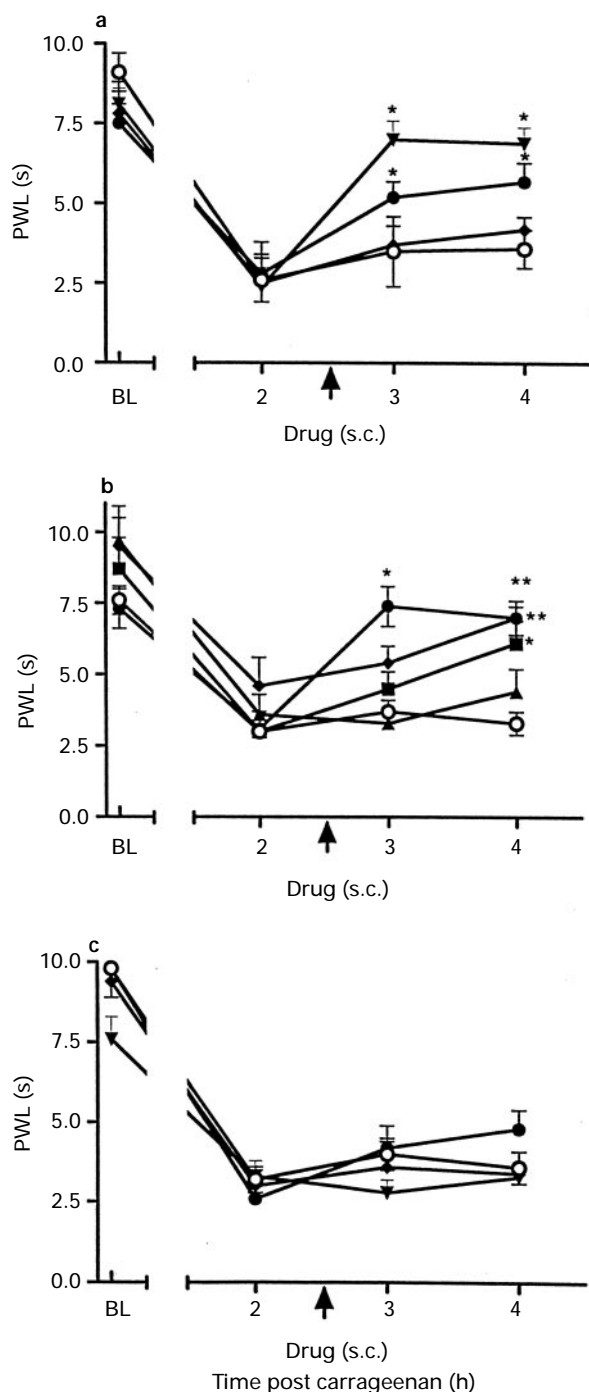 a
10.0
7.5
5.0
2.5
0.0
PWL (s)
* *
* *
BL 2 3 4
Drug (s.c.)
b
10.0
7.5
5.0
2.5
0.0
PWL (s)
* **
**
*
BL 2 3 4
Drug (s.c.)
c
10.0
7.5
5.0
2.5
0.0
PWL (s)
BL 2 3 4
Drug (s.c.)
Time post carrageenan (h)